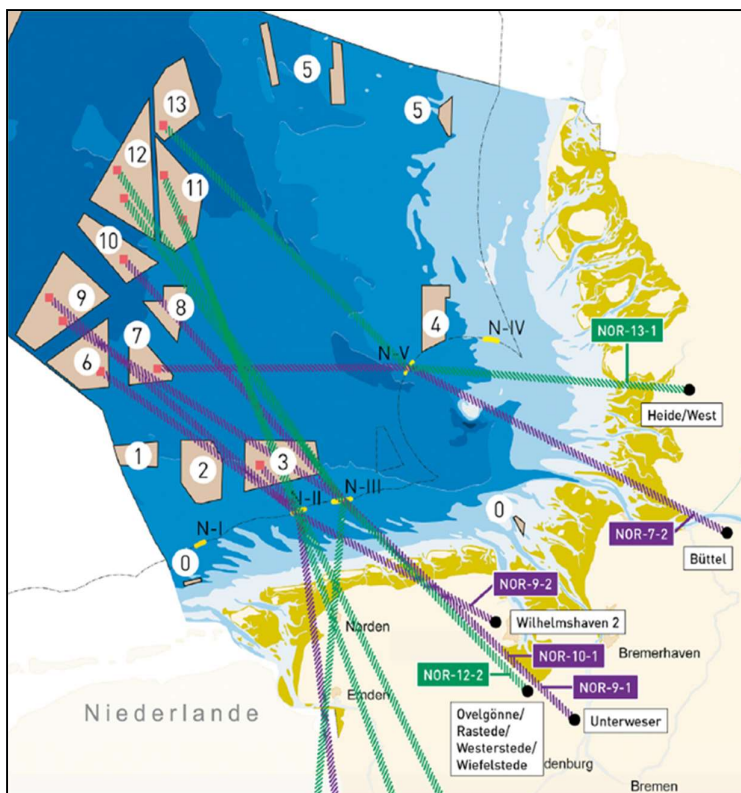 5
13
5
12
11
10
9
8
4
N-IV
7
N-V
NOR-13-1
6
Heide/West
1
2
3
N-III
N-II
0
N-I
NOR-7-2
0
Büttel
NOR-9-2
Wilhelmshaven 2
Norden
NOR-10-1
Bremerhaven
NOR-12-2
NOR-9-1
Emden
Niederlande
Ovelgönne/
Rastede/
Westerstede/
Wiefelstede
Unterweser
denburg
Bremen